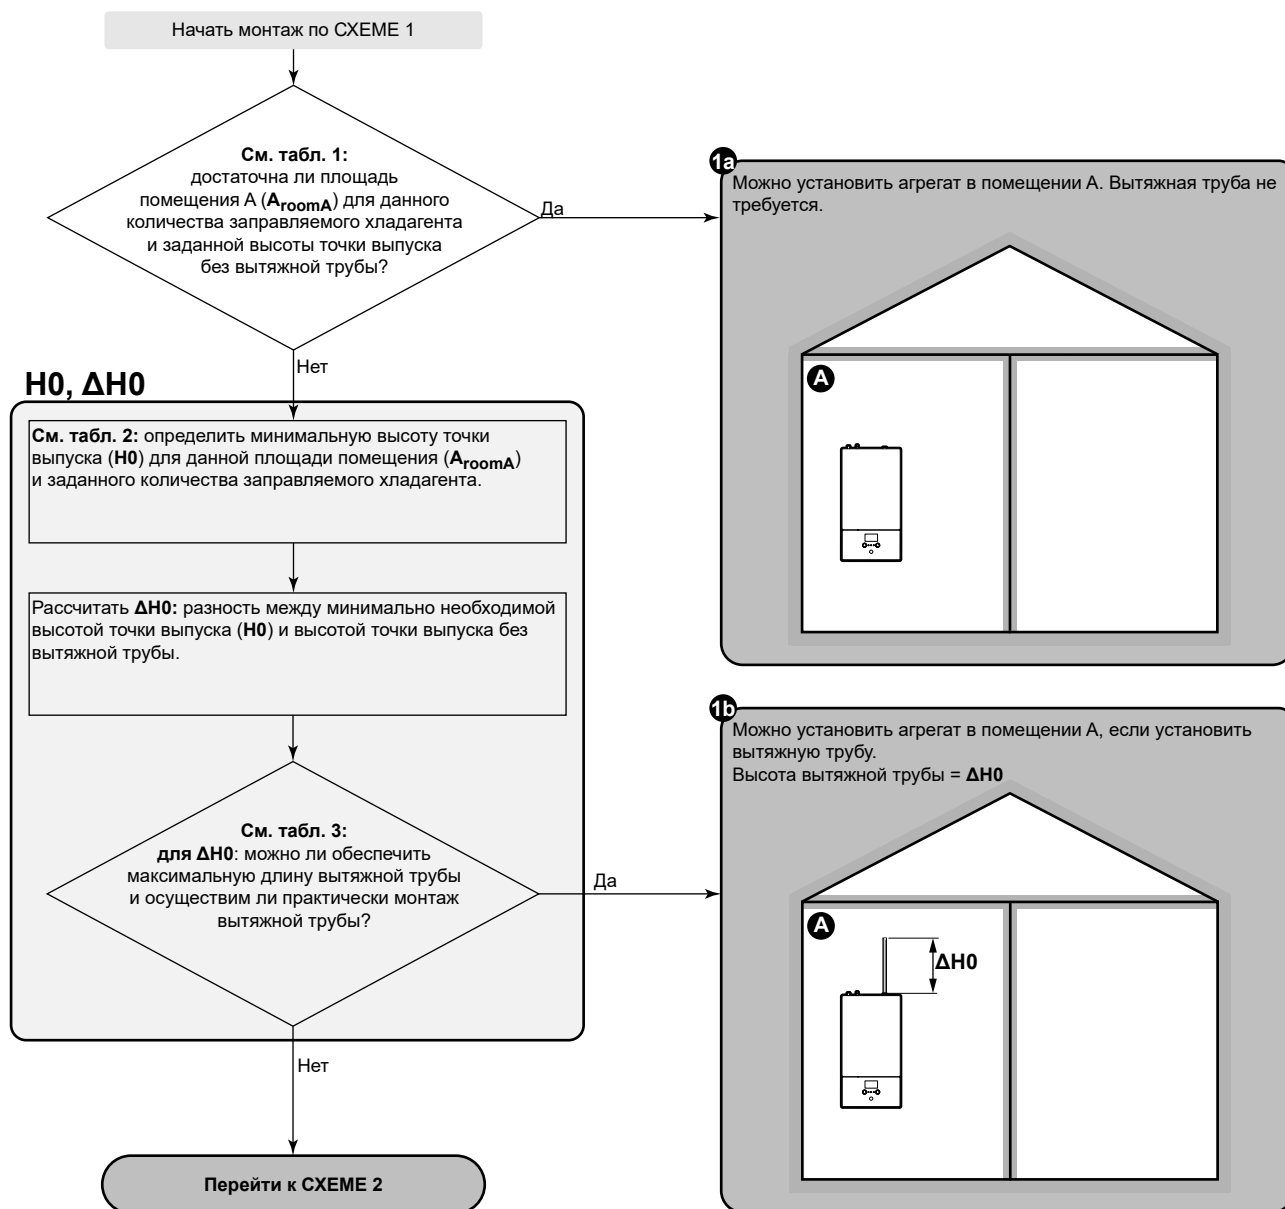 Начать монтаж по СХЕМЕ 1
См. табл. 1:
достаточна ли площадь
помещения А (AroomA) для данного
количества заправляемого хладагента
и заданной высоты точки выпуска
без вытяжной трубы?
Да
Нет
1a
Можно установить агрегат в помещении А. Вытяжная труба не
требуется.
A
H0, ΔH0
См. табл. 2: определить минимальную высоту точки
выпуска (H0) для данной площади помещения (AroomA)
и заданного количества заправляемого хладагента.
Рассчитать ΔH0: разность между минимально необходимой
высотой точки выпуска (H0) и высотой точки выпуска без
вытяжной трубы.
См. табл. 3:
для ΔH0: можно ли обеспечить
максимальную длину вытяжной трубы
и осуществим ли практически монтаж
вытяжной трубы?
Да
Нет
1b
Можно установить агрегат в помещении А, если установить
вытяжную трубу.
Высота вытяжной трубы = ΔH0
A
ΔH0
Перейти к СХЕМЕ 2